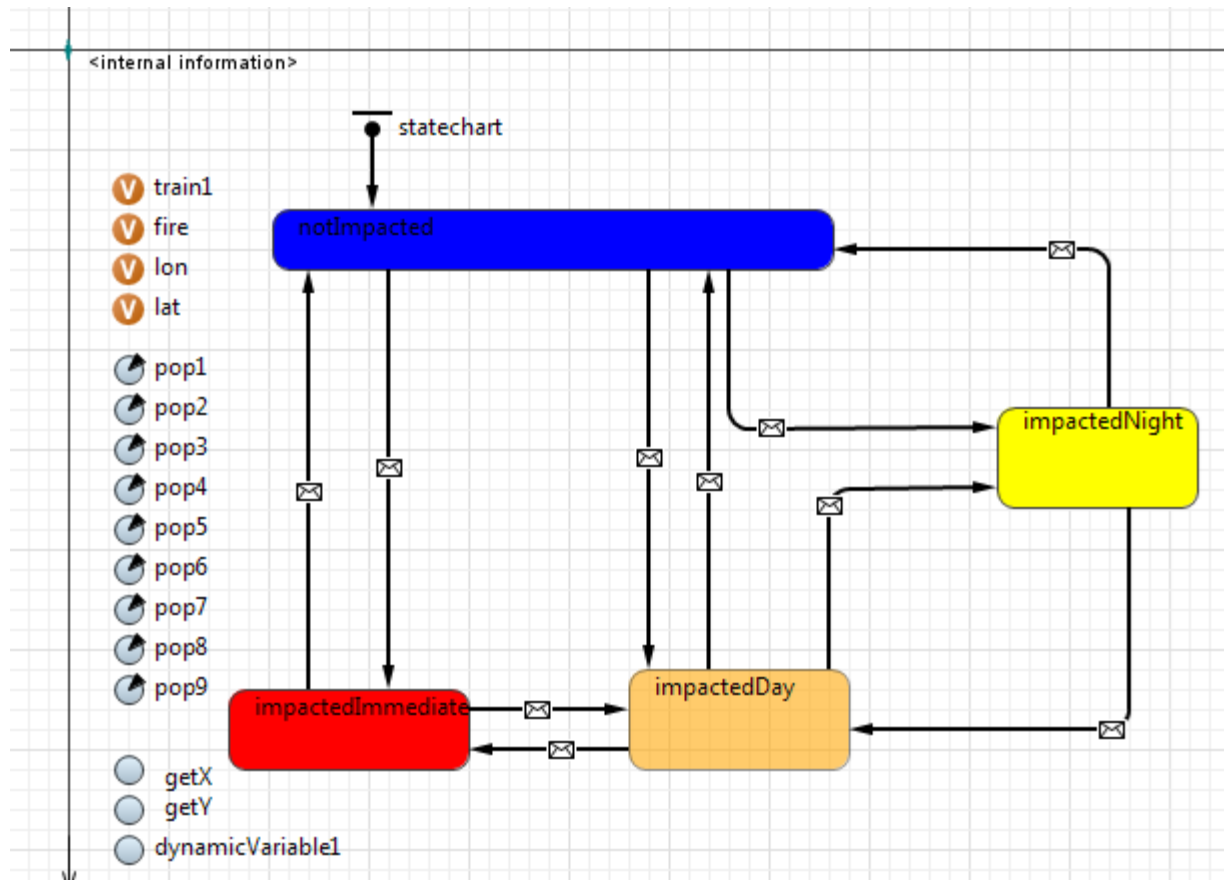 <internal information>
statechart
train1
fire
lon
lat
notImpacted
pop1
pop2
pop3
pop4
pop5
pop6
pop7
pop8
pop9
impactedNight
impactedDay
impactedImmediate
getX
getY
dynamicVariable1